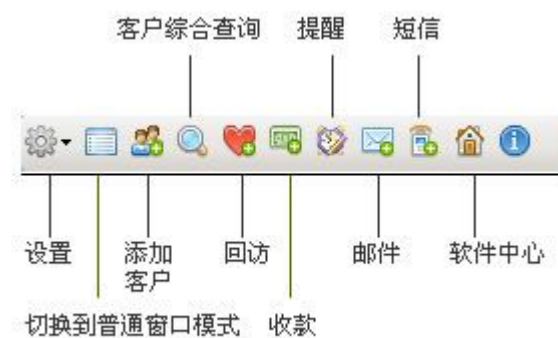 客户综合查询 提醒 短信
设置 添加 回访 邮件 软件中心
客户
切换到普通窗口模式 收款